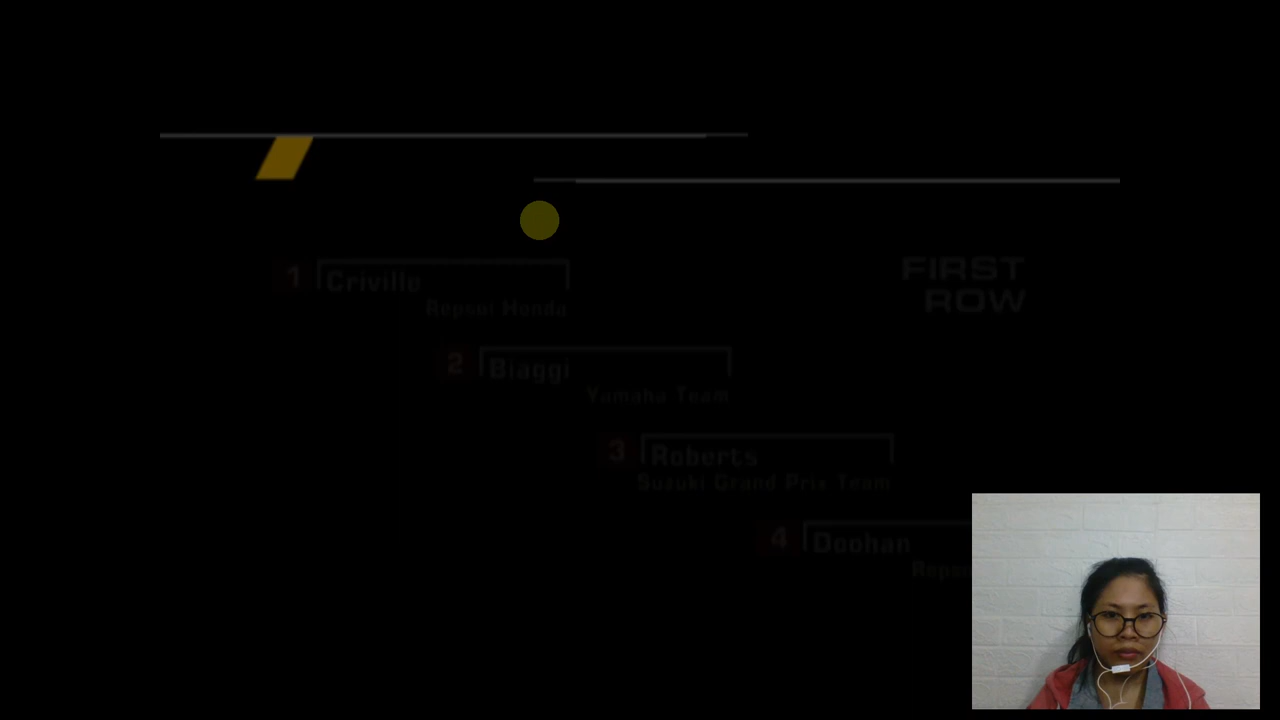 1 Criville
Repsol Honda
FIRST
ROW
2 Biaggi
Yamaha Team
3 Roberts
Suzuki Grand Prix Team
4 Doohan